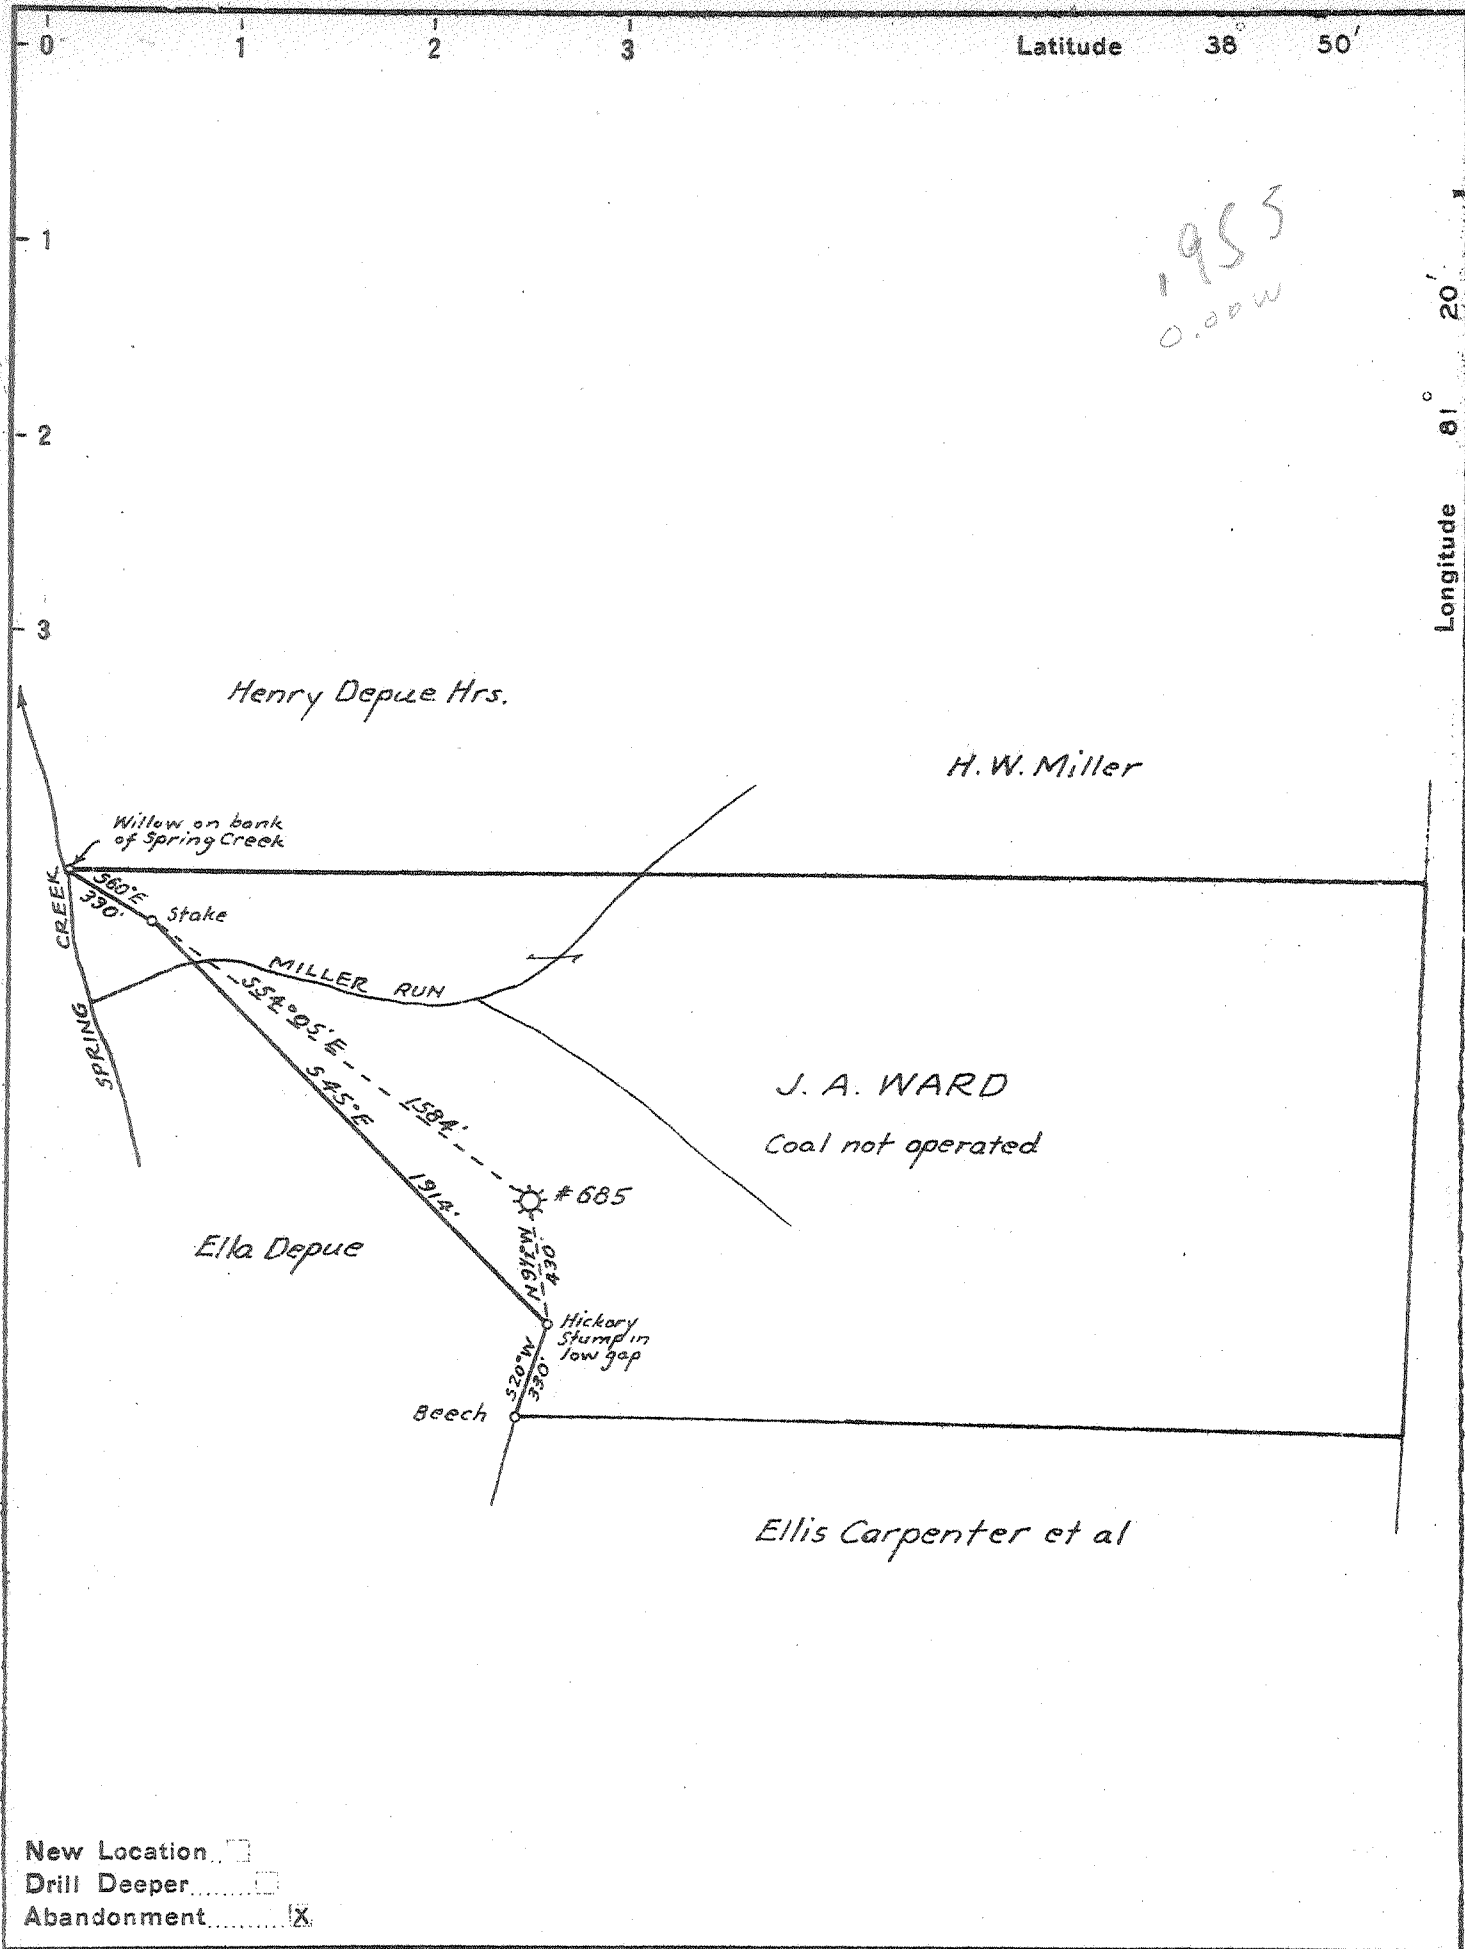 0 1 2 3 Latitude 38° 50'
1
2
3
Longitude 81° 20'
.955
0.00W
Henry Depue Hrs.
H. W. Miller
Willow on bank
of Spring Creek
S60°E
330'
Stake
SPRING CREEK
MILLER RUN
S54°05'E 1584'
S45°E 1914'
J. A. WARD
Coal not operated
#685
Ella Depue
430'
Hickory
Stump in
low gap
S20°W
330'
Beech
Ellis Carpenter et al
New Location
Drill Deeper
Abandonment X